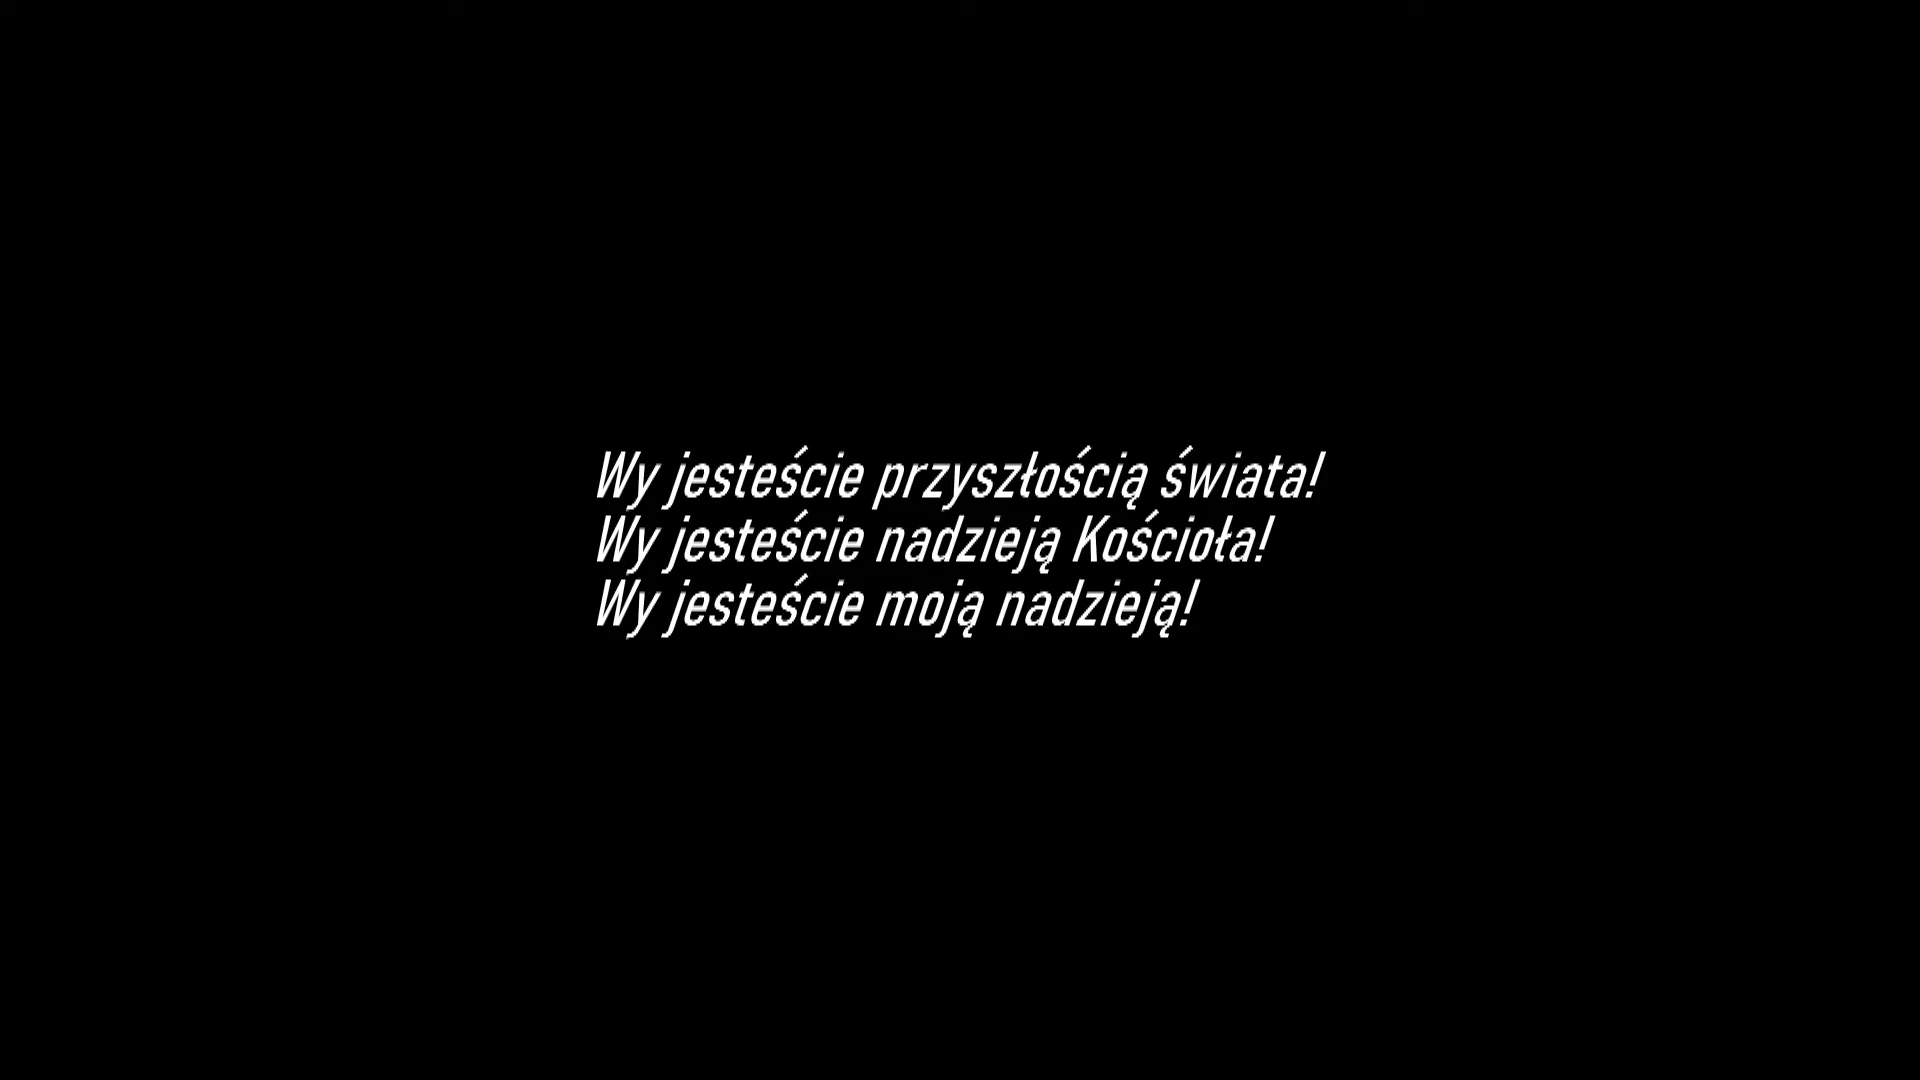 Wy jesteście przyszłością świata!
Wy jesteście nadzieją Kościoła!
Wy jesteście moją nadzieją!